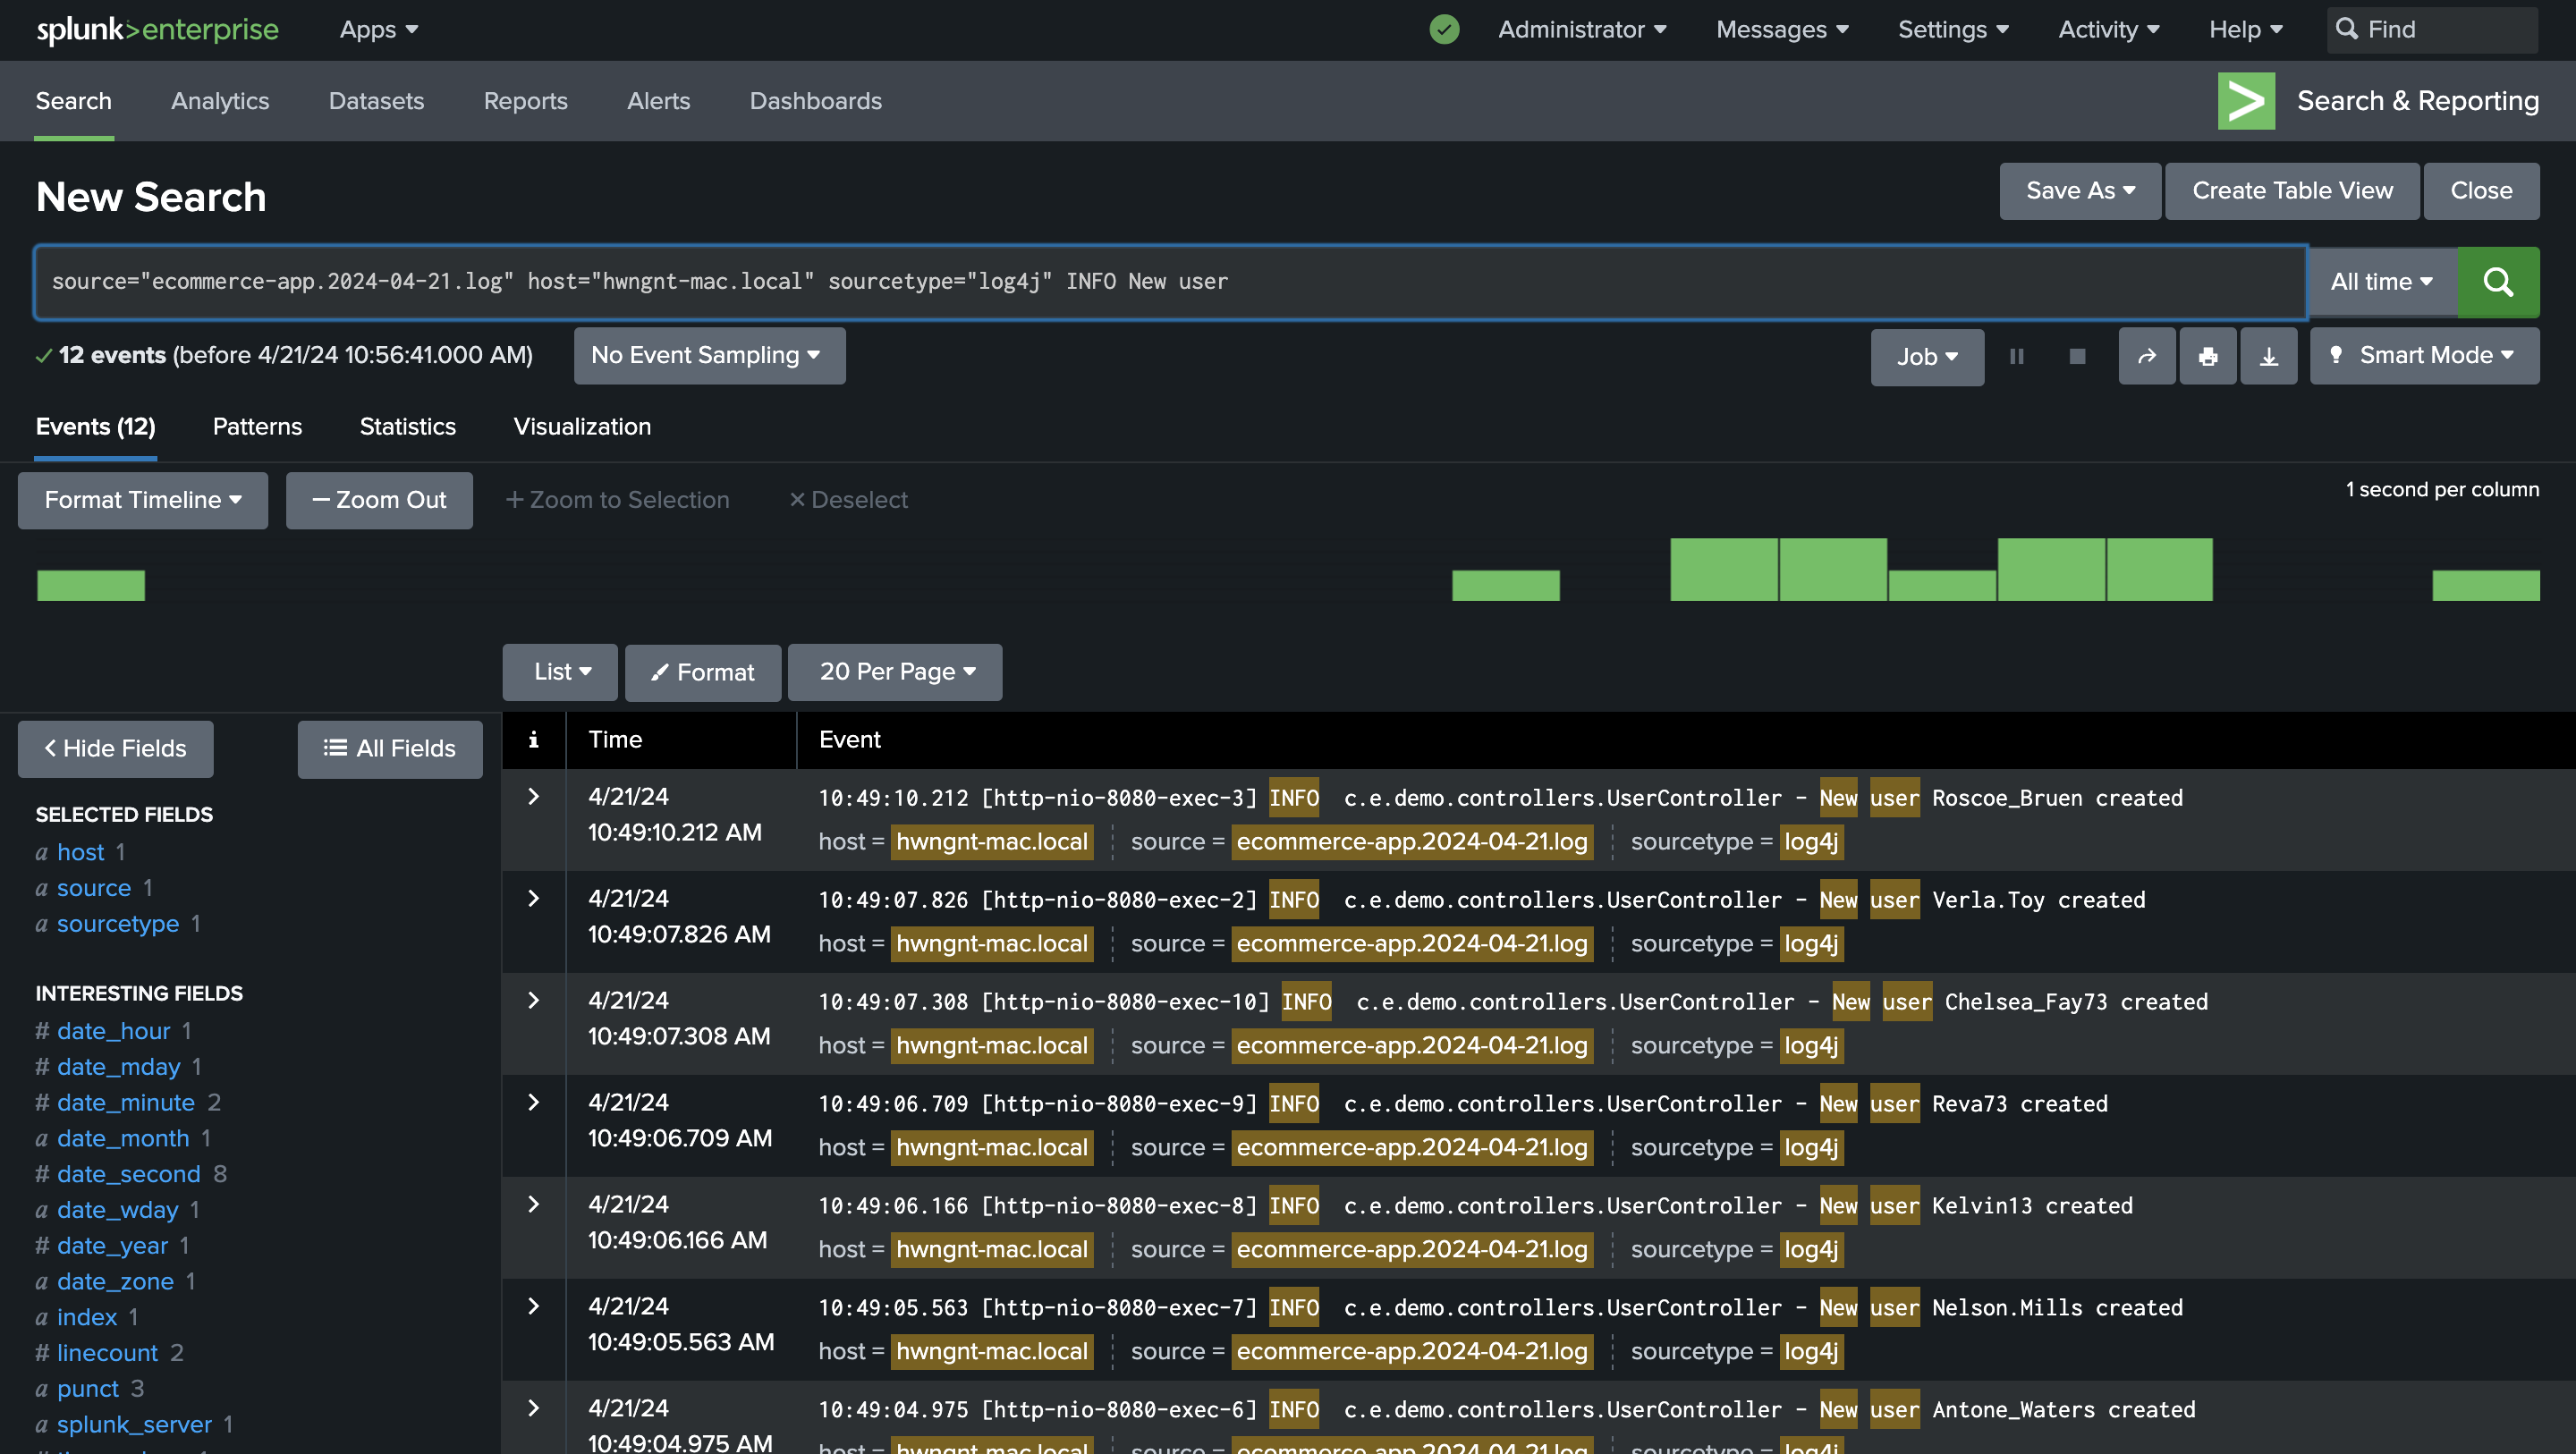 splunk>enterprise Apps Administrator Messages Settings Activity Help Find
Search Analytics Datasets Reports Alerts Dashboards Search & Reporting
New Search Save As Create Table View Close
source="ecommerce-app.2024-04-21.log" host="hwngnt-mac.local" sourcetype="log4j" INFO New user All time
12 events (before 4/21/24 10:56:41.000 AM) No Event Sampling Job Smart Mode
Events (12) Patterns Statistics Visualization
Format Timeline — Zoom Out + Zoom to Selection × Deselect 1 second per column
List Format 20 Per Page
< Hide Fields All Fields
SELECTED FIELDS
a host 1
a source 1
a sourcetype 1
INTERESTING FIELDS
# date_hour 1
# date_mday 1
# date_minute 2
a date_month 1
# date_second 8
a date_wday 1
# date_year 1
a date_zone 1
a index 1
# linecount 2
a punct 3
a splunk_server 1
i Time Event
4/21/24
10:49:10.212 AM
10:49:10.212 [http-nio-8080-exec-3] INFO c.e.demo.controllers.UserController - New user Roscoe_Bruen created
host = hwngnt-mac.local source = ecommerce-app.2024-04-21.log sourcetype = log4j
4/21/24
10:49:07.826 AM
10:49:07.826 [http-nio-8080-exec-2] INFO c.e.demo.controllers.UserController - New user Verla.Toy created
host = hwngnt-mac.local source = ecommerce-app.2024-04-21.log sourcetype = log4j
4/21/24
10:49:07.308 AM
10:49:07.308 [http-nio-8080-exec-10] INFO c.e.demo.controllers.UserController - New user Chelsea_Fay73 created
host = hwngnt-mac.local source = ecommerce-app.2024-04-21.log sourcetype = log4j
4/21/24
10:49:06.709 AM
10:49:06.709 [http-nio-8080-exec-9] INFO c.e.demo.controllers.UserController - New user Reva73 created
host = hwngnt-mac.local source = ecommerce-app.2024-04-21.log sourcetype = log4j
4/21/24
10:49:06.166 AM
10:49:06.166 [http-nio-8080-exec-8] INFO c.e.demo.controllers.UserController - New user Kelvin13 created
host = hwngnt-mac.local source = ecommerce-app.2024-04-21.log sourcetype = log4j
4/21/24
10:49:05.563 AM
10:49:05.563 [http-nio-8080-exec-7] INFO c.e.demo.controllers.UserController - New user Nelson.Mills created
host = hwngnt-mac.local source = ecommerce-app.2024-04-21.log sourcetype = log4j
4/21/24
10:49:04.975 AM
10:49:04.975 [http-nio-8080-exec-6] INFO c.e.demo.controllers.UserController - New user Antone_Waters created
host = hwngnt-mac.local source = ecommerce-app.2024-04-21.log sourcetype = log4j